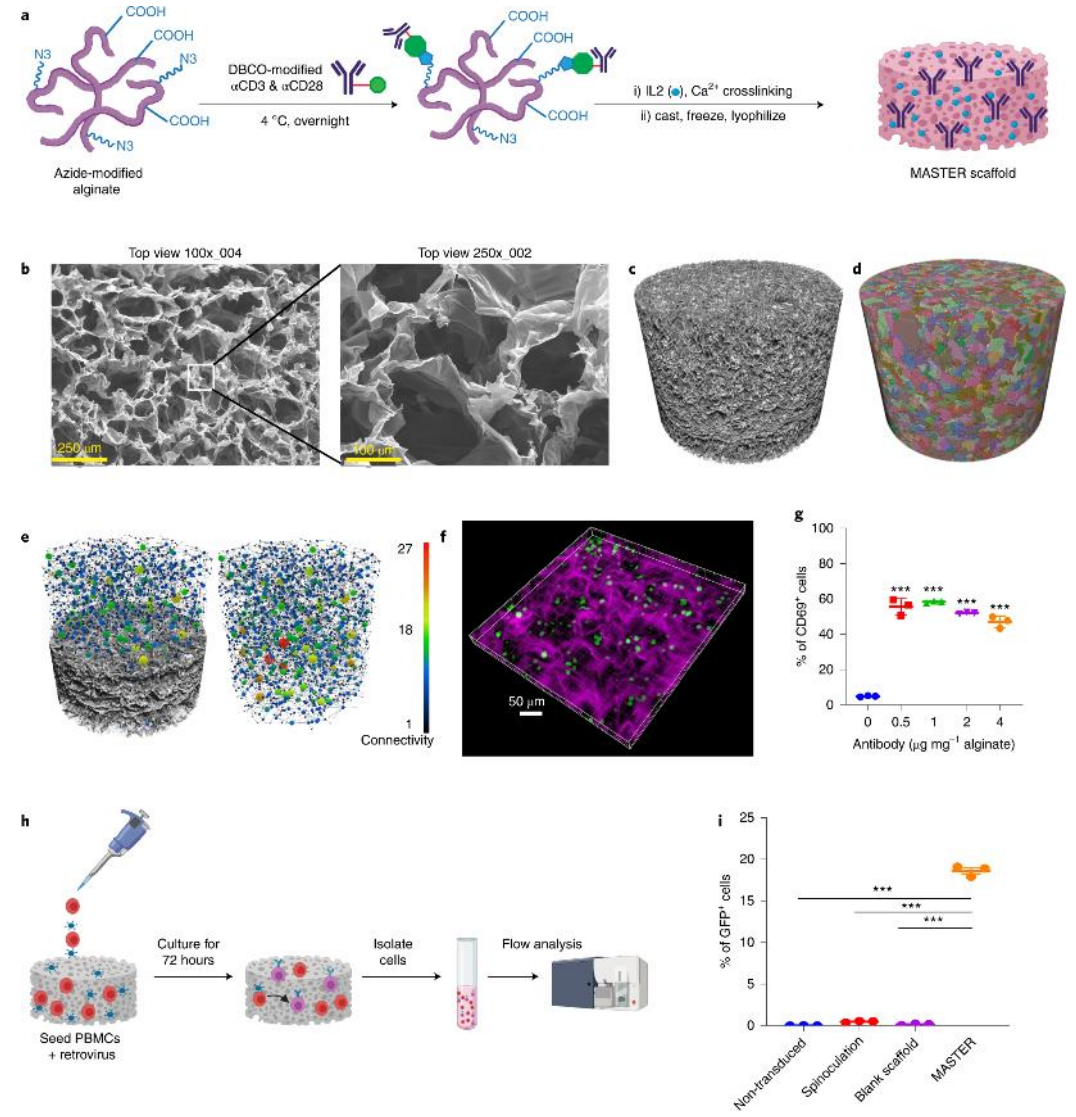 a
COOH
COOH
N3
N3
COOH
N3
Azide-modified
alginate
DBCO-modified
αCD3 & αCD28
4 °C, overnight
COOH
COOH
COOH
N3
i) IL2 ( ), Ca²⁺ crosslinking
ii) cast, freeze, lyophilize
MASTER scaffold
b
Top view 100x_004
Top view 250x_002
250 μm
100 μm
c
d
e
27
18
1
Connectivity
f
50 μm
g
% of CD69⁺ cells
100
80
60
40
20
0
***
***
***
***
0
0.5
1
2
4
Antibody (μg mg⁻¹ alginate)
h
Seed PBMCs
+ retrovirus
Culture for
72 hours
Isolate
cells
Flow analysis
i
% of GFP⁺ cells
25
20
15
10
5
0
***
***
***
Non-transduced
Spinoculation
Blank scaffold
MASTER